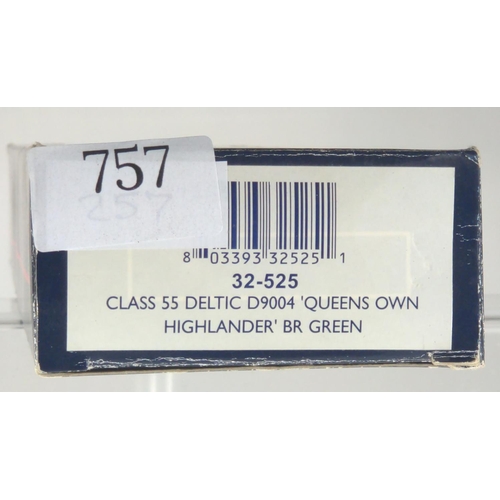 757
257
8 03393 32525 1
32-525
CLASS 55 DELTIC D9004 'QUEENS OWN
HIGHLANDER' BR GREEN